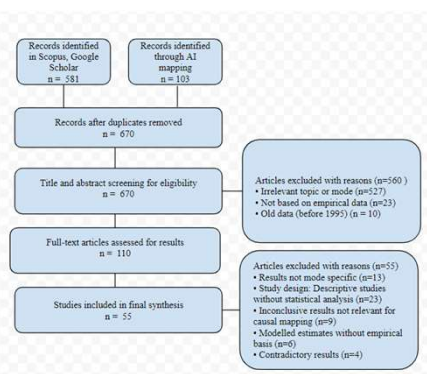 Records identified
in Scopus, Google
Scholar
n = 581
Records identified
through AI
mapping
n = 103
Records after duplicates removed
n = 670
Title and abstract screening for eligibility
n = 670
Articles excluded with reasons (n=560 )
• Irrelevant topic or mode (n=527)
• Not based on empirical data (n=23)
• Old data (before 1995) (n = 10)
Full-text articles assessed for results
n = 110
Studies included in final synthesis
n = 55
Articles excluded with reasons (n=55)
• Results not mode specific (n=13)
• Study design: Descriptive studies
without statistical analysis (n=23)
• Inconclusive results not relevant for
causal mapping (n=9)
• Modelled estimates without empirical
basis (n=6)
• Contradictory results (n=4)